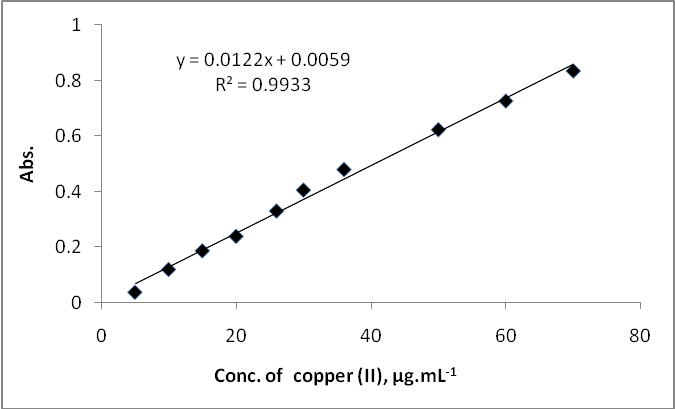 y = 0.0122x + 0.0059
R² = 0.9933
1
0.8
0.6
0.4
0.2
0
Abs.
0 20 40 60 80
Conc. of copper (II), µg.mL⁻¹